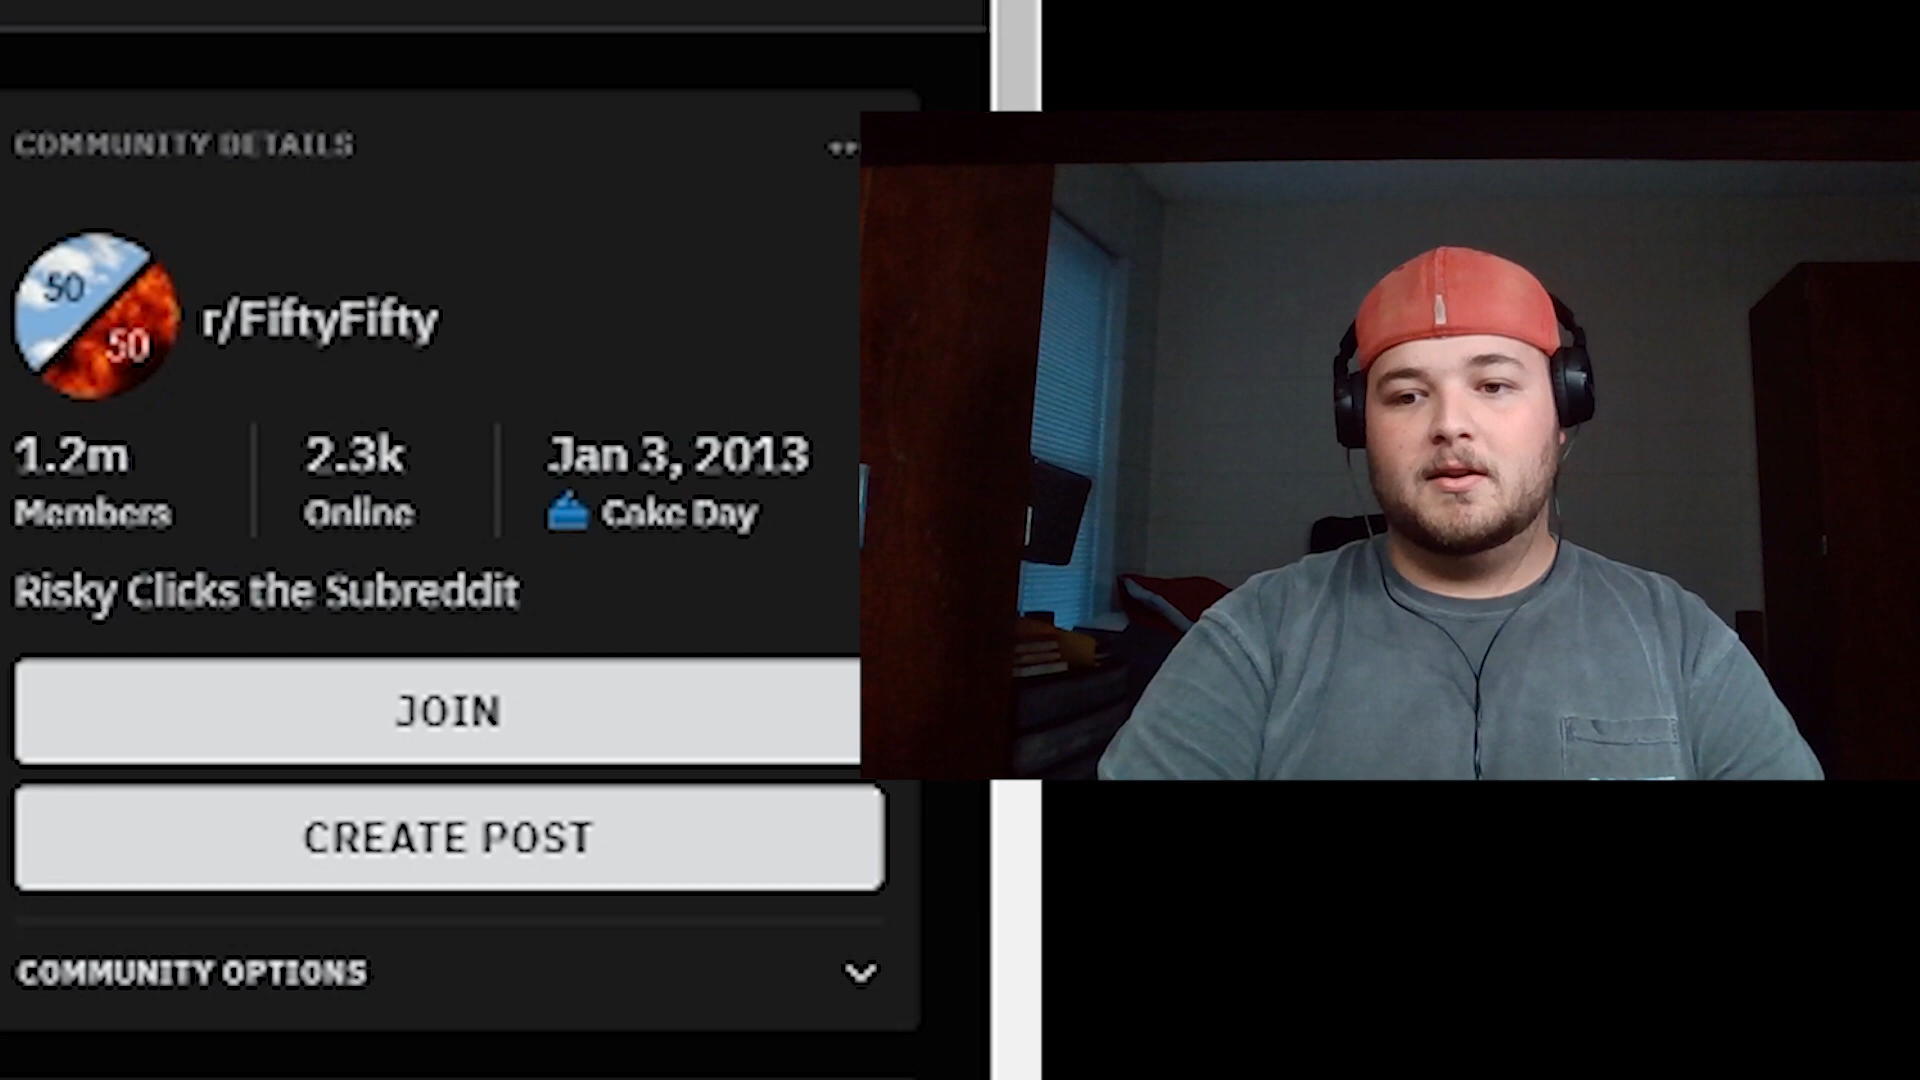 COMMUNITY DETAILS
50
50
r/FiftyFifty
1.2m
2.3k
Jan 3, 2013
Members
Online
Cake Day
Risky Clicks the Subreddit
JOIN
CREATE POST
COMMUNITY OPTIONS